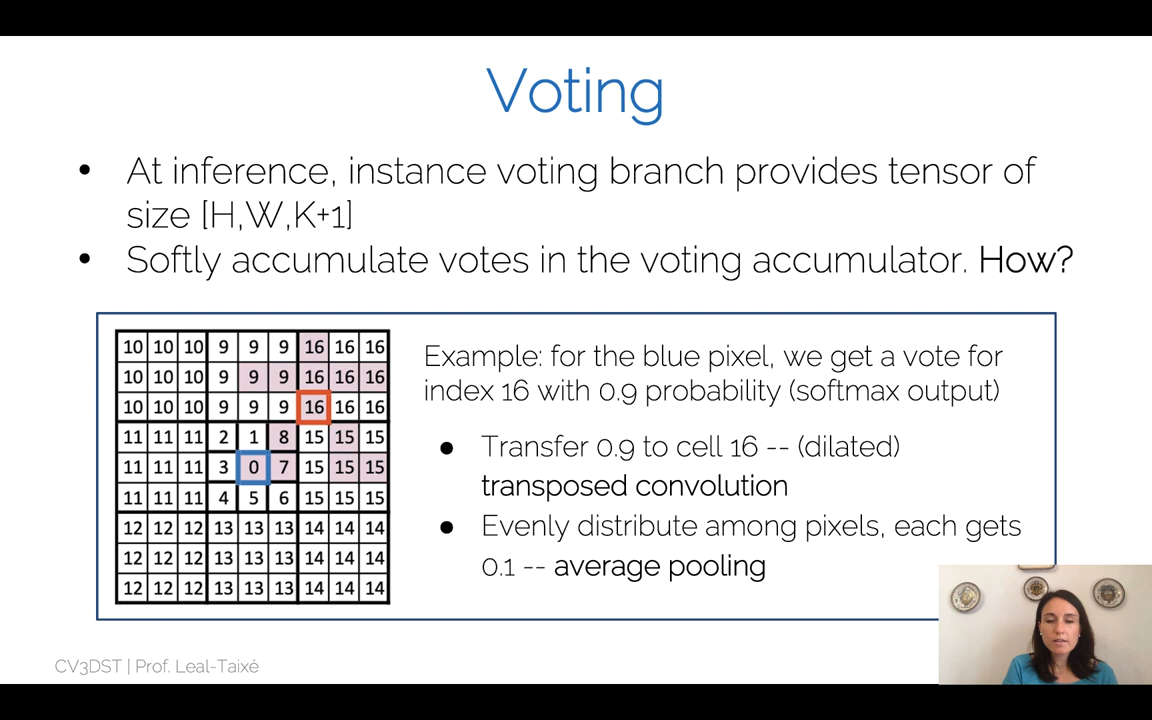 Voting
• At inference, instance voting branch provides tensor of
size [H,W,K+1]
• Softly accumulate votes in the voting accumulator. How?
10 10 10 9 9 9 16 16 16
10 10 10 9 9 9 16 16 16
10 10 10 9 9 9 16 16 16
11 11 11 2 1 8 15 15 15
11 11 11 3 0 7 15 15 15
11 11 11 4 5 6 15 15 15
12 12 12 13 13 13 14 14 14
12 12 12 13 13 13 14 14 14
12 12 12 13 13 13 14 14 14
Example: for the blue pixel, we get a vote for
index 16 with 0.9 probability (softmax output)
● Transfer 0.9 to cell 16 -- (dilated)
transposed convolution
● Evenly distribute among pixels, each gets
0.1 -- average pooling
CV3DST | Prof. Leal-Taixé